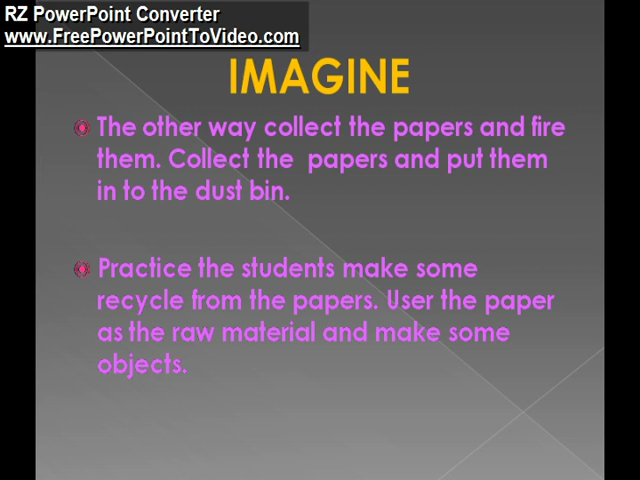 RZ PowerPoint Converter
www.FreePowerPointToVideo.com
IMAGINE
The other way collect the papers and fire
them. Collect the papers and put them
in to the dust bin.
Practice the students make some
recycle from the papers. User the paper
as the raw material and make some
objects.